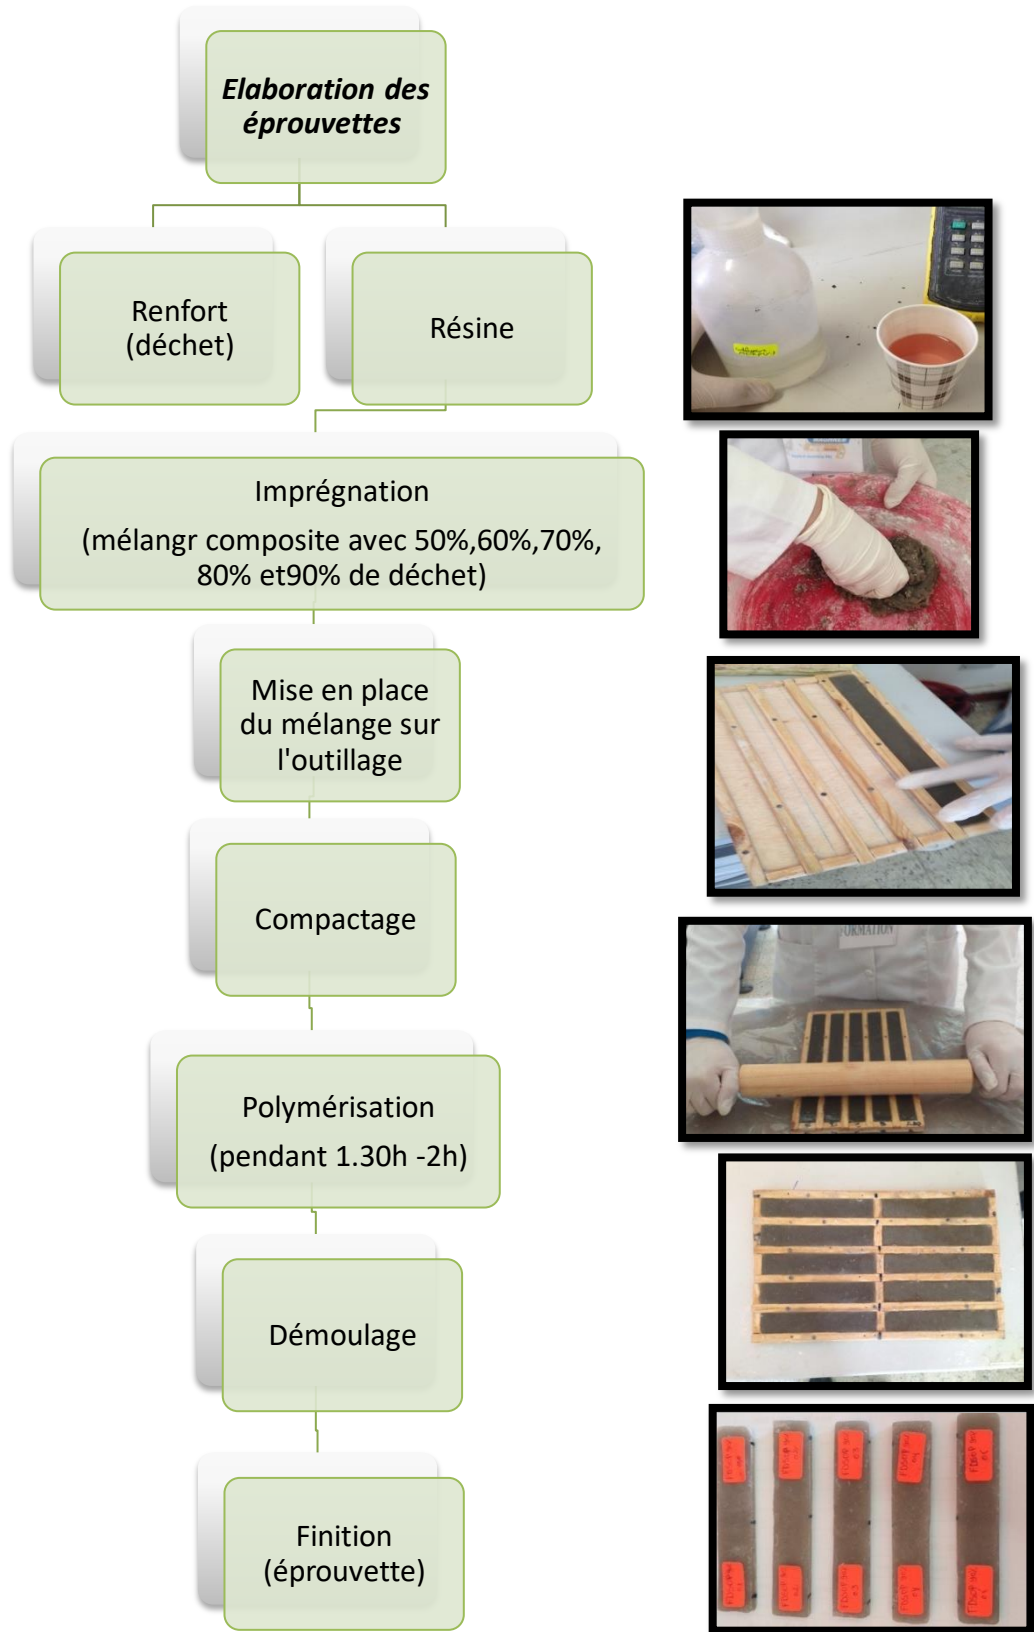 Elaboration des
éprouvettes
Renfort
(déchet)
Résine
Imprégnation
(mélangr composite avec 50%,60%,70%,
80% et90% de déchet)
Mise en place
du mélange sur
l'outillage
Compactage
Polymérisation
(pendant 1.30h -2h)
Démoulage
Finition
(éprouvette)
FORMATION